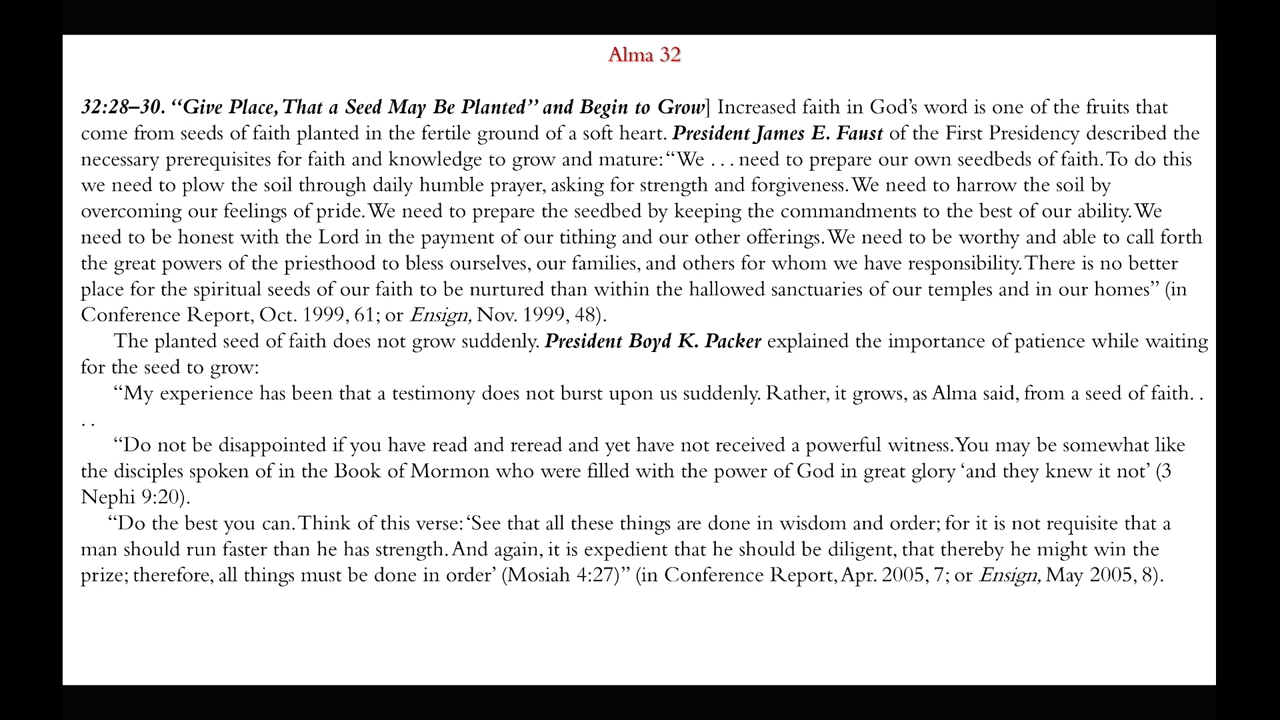 Alma 32
32:28–30. “Give Place, That a Seed May Be Planted” and Begin to Grow] Increased faith in God’s word is one of the fruits that
come from seeds of faith planted in the fertile ground of a soft heart. President James E. Faust of the First Presidency described the
necessary prerequisites for faith and knowledge to grow and mature: “We . . . need to prepare our own seedbeds of faith. To do this
we need to plow the soil through daily humble prayer, asking for strength and forgiveness. We need to harrow the soil by
overcoming our feelings of pride. We need to prepare the seedbed by keeping the commandments to the best of our ability. We
need to be honest with the Lord in the payment of our tithing and our other offerings. We need to be worthy and able to call forth
the great powers of the priesthood to bless ourselves, our families, and others for whom we have responsibility. There is no better
place for the spiritual seeds of our faith to be nurtured than within the hallowed sanctuaries of our temples and in our homes” (in
Conference Report, Oct. 1999, 61; or Ensign, Nov. 1999, 48).
The planted seed of faith does not grow suddenly. President Boyd K. Packer explained the importance of patience while waiting
for the seed to grow:
“My experience has been that a testimony does not burst upon us suddenly. Rather, it grows, as Alma said, from a seed of faith. .
. .
“Do not be disappointed if you have read and reread and yet have not received a powerful witness. You may be somewhat like
the disciples spoken of in the Book of Mormon who were filled with the power of God in great glory ‘and they knew it not’ (3
Nephi 9:20).
“Do the best you can. Think of this verse: ‘See that all these things are done in wisdom and order; for it is not requisite that a
man should run faster than he has strength. And again, it is expedient that he should be diligent, that thereby he might win the
prize; therefore, all things must be done in order’ (Mosiah 4:27)” (in Conference Report, Apr. 2005, 7; or Ensign, May 2005, 8).